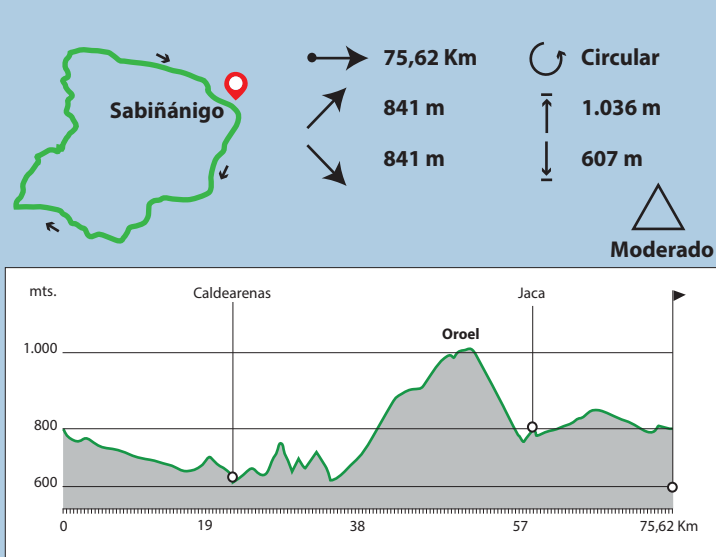 Sabiñánigo
75,62 Km
Circular
841 m
1.036 m
841 m
607 m
Moderado
mts.
Caldearenas
Jaca
Oroel
1.000
800
600
0
19
38
57
75,62 Km